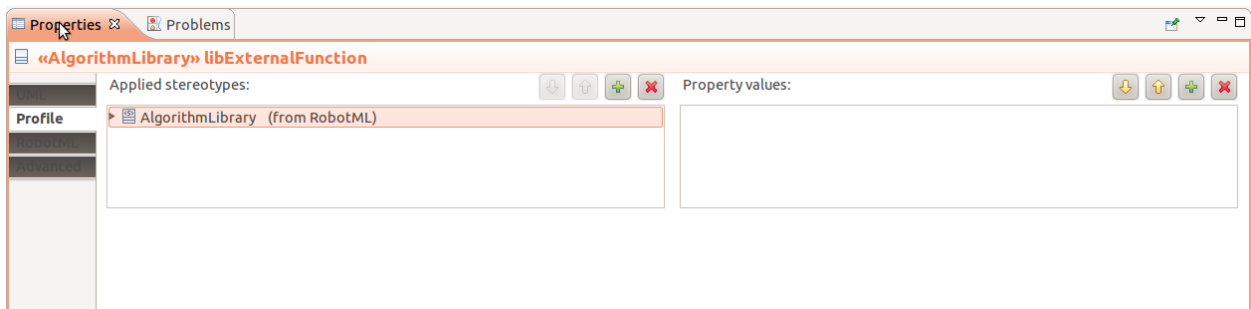 Properties Problems
«AlgorithmLibrary» libExternalFunction
UML
Profile
RobotML
Advanced
Applied stereotypes:
AlgorithmLibrary (from RobotML)
Property values: